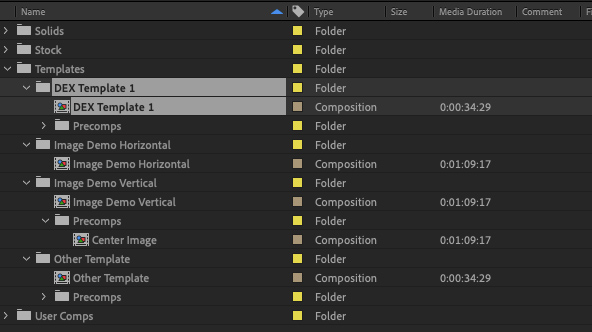 Name Type Size Media Duration Comment
Solids Folder
Stock Folder
Templates Folder
DEX Template 1 Folder
DEX Template 1 Composition 0:00:34:29
Precomps Folder
Image Demo Horizontal Folder
Image Demo Horizontal Composition 0:01:09:17
Image Demo Vertical Folder
Image Demo Vertical Composition 0:01:09:17
Precomps Folder
Center Image Composition 0:01:09:17
Other Template Folder
Other Template Composition 0:00:34:29
Precomps Folder
User Comps Folder